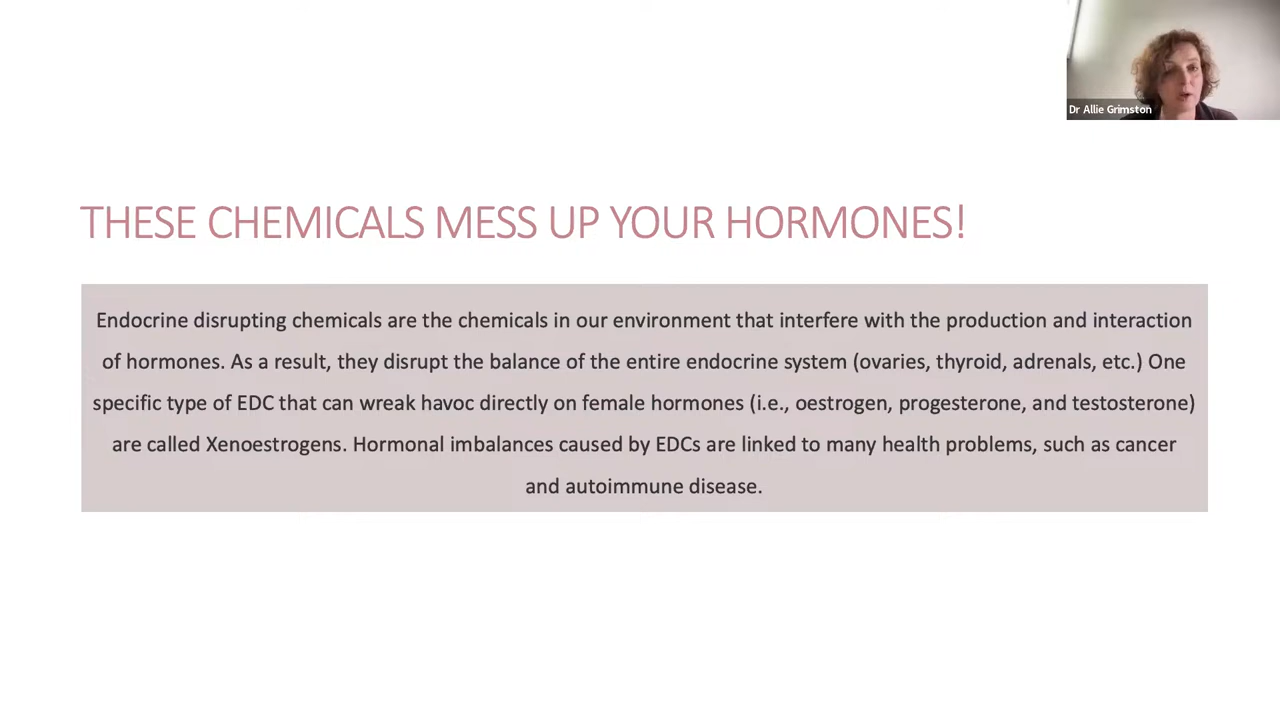 Dr Allie Grimston
THESE CHEMICALS MESS UP YOUR HORMONES!
Endocrine disrupting chemicals are the chemicals in our environment that interfere with the production and interaction
of hormones. As a result, they disrupt the balance of the entire endocrine system (ovaries, thyroid, adrenals, etc.) One
specific type of EDC that can wreak havoc directly on female hormones (i.e., oestrogen, progesterone, and testosterone)
are called Xenoestrogens. Hormonal imbalances caused by EDCs are linked to many health problems, such as cancer
and autoimmune disease.